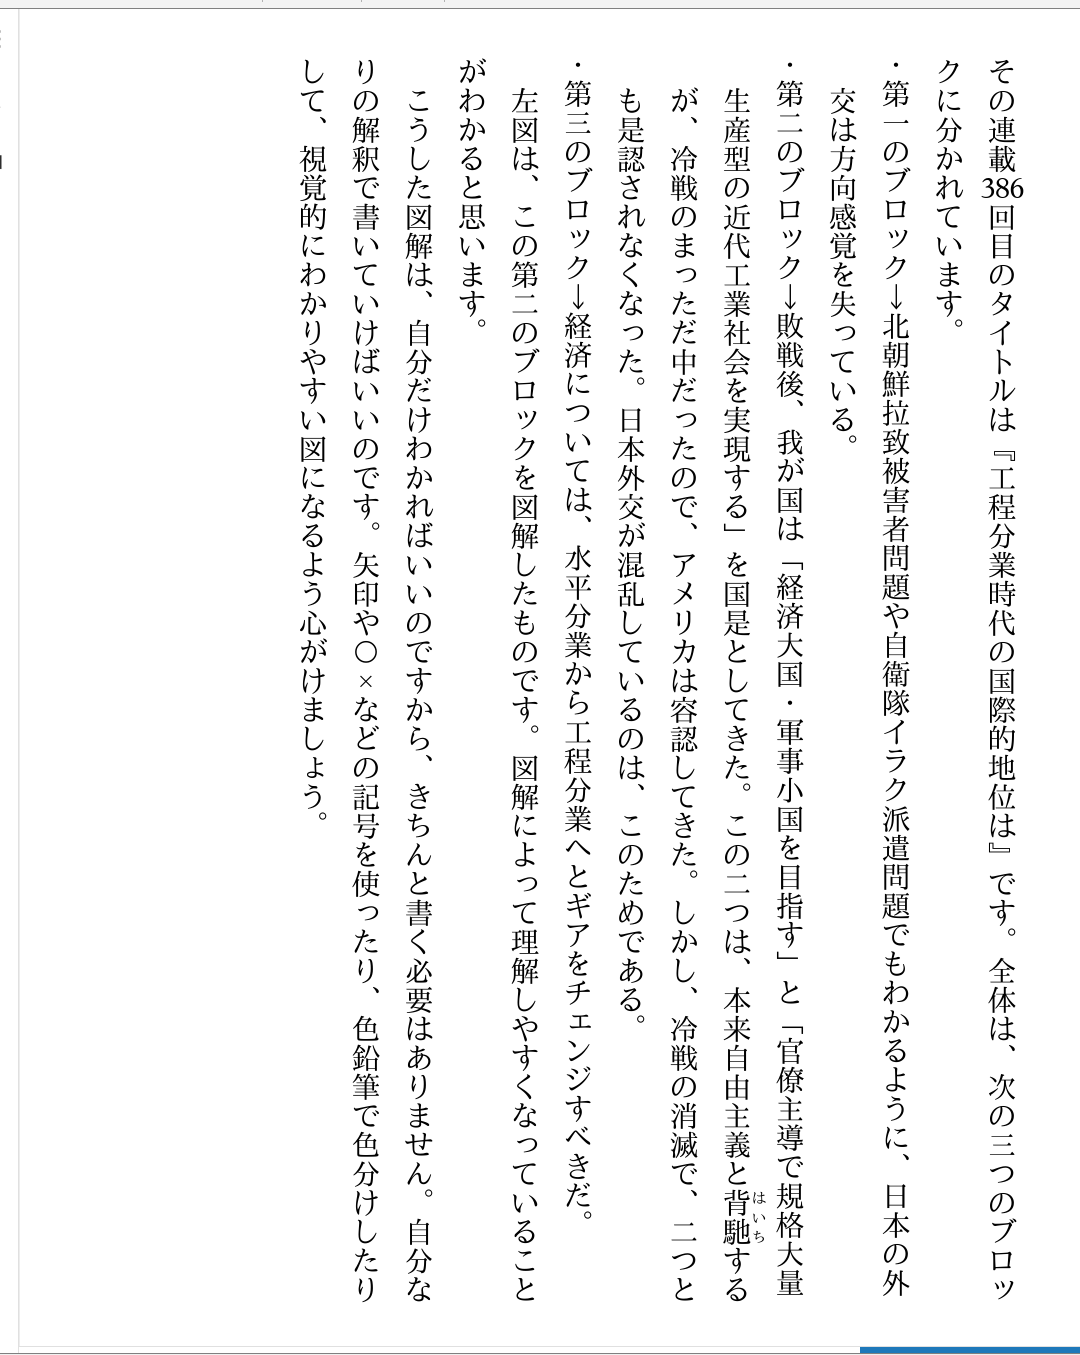 その連載386回目のタイトルは『工程分業時代の国際的地位は』です。全体は、次の三つのブロッ
クに分かれています。
・第一のブロック→北朝鮮拉致被害者問題や自衛隊イラク派遣問題でもわかるように、日本の外
交は方向感覚を失っている。
・第二のブロック→敗戦後、我が国は「経済大国・軍事小国を目指す」と「官僚主導で規格大量
生産型の近代工業社会を実現する」を国是としてきた。この二つは、本来自由主義と背馳する
はいち
が、冷戦のまっただ中だったので、アメリカは容認してきた。しかし、冷戦の消滅で、二つと
も是認されなくなった。日本外交が混乱しているのは、このためである。
・第三のブロック→経済については、水平分業から工程分業へとギアをチェンジすべきだ。
左図は、この第二のブロックを図解したものです。図解によって理解しやすくなっていること
がわかると思います。
こうした図解は、自分だけわかればいいのですから、きちんと書く必要はありません。自分な
りの解釈で書いていけばいいのです。矢印や○×などの記号を使ったり、色鉛筆で色分けしたり
して、視覚的にわかりやすい図になるよう心がけましょう。